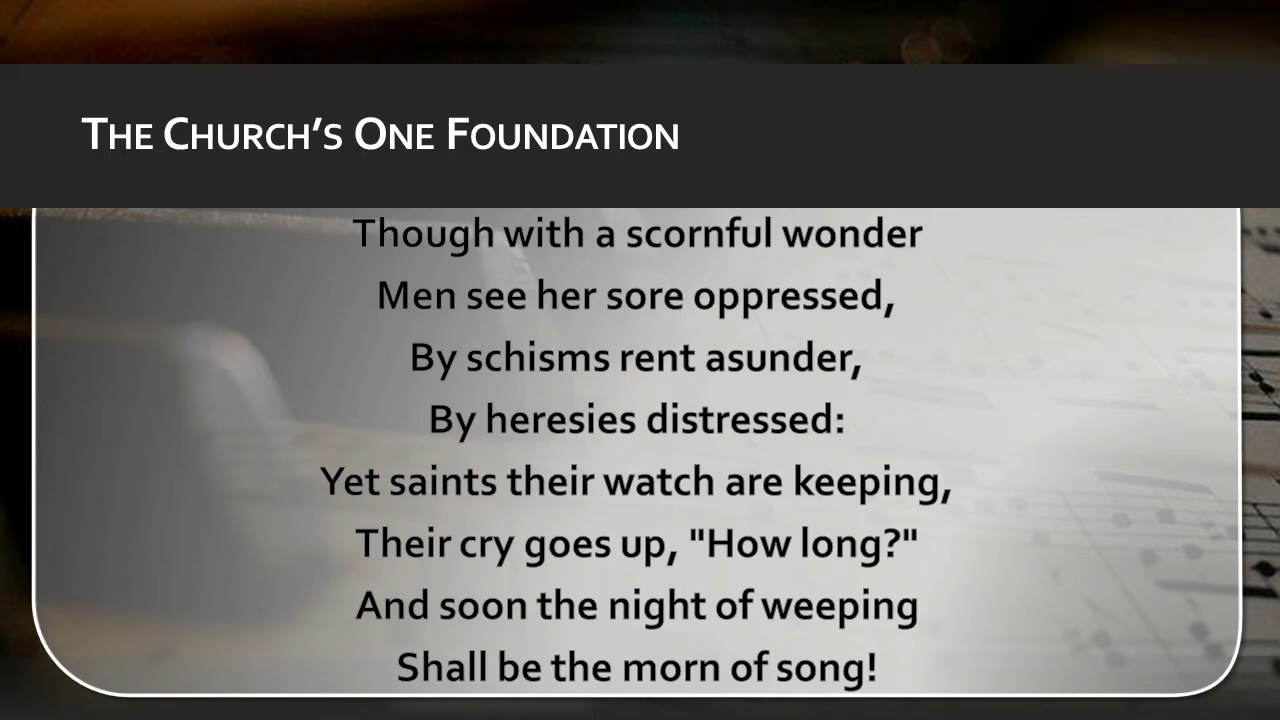 The Church’s One Foundation
Though with a scornful wonder
Men see her sore oppressed,
By schisms rent asunder,
By heresies distressed:
Yet saints their watch are keeping,
Their cry goes up, "How long?"
And soon the night of weeping
Shall be the morn of song!